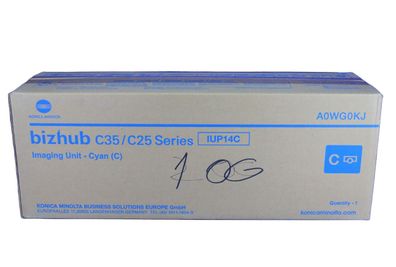 KONICA MINOLTA
A0WG0KJ
bizhub C35/C25 Series IUP14C
Imaging Unit - Cyan (C)
C
1 OG
KONICA MINOLTA BUSINESS SOLUTIONS EUROPE GmbH
Quantity - 1
konicaminolta.com